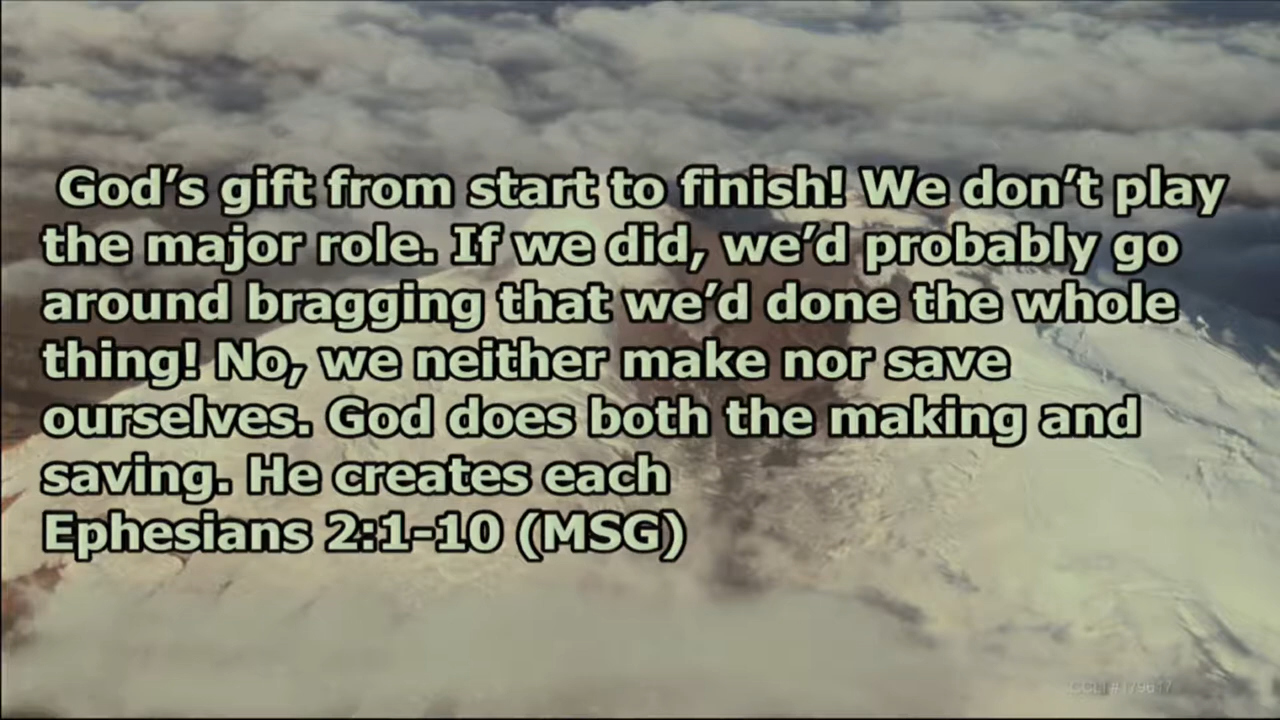 God’s gift from start to finish! We don’t play
the major role. If we did, we’d probably go
around bragging that we’d done the whole
thing! No, we neither make nor save
ourselves. God does both the making and
saving. He creates each
Ephesians 2:1-10 (MSG)